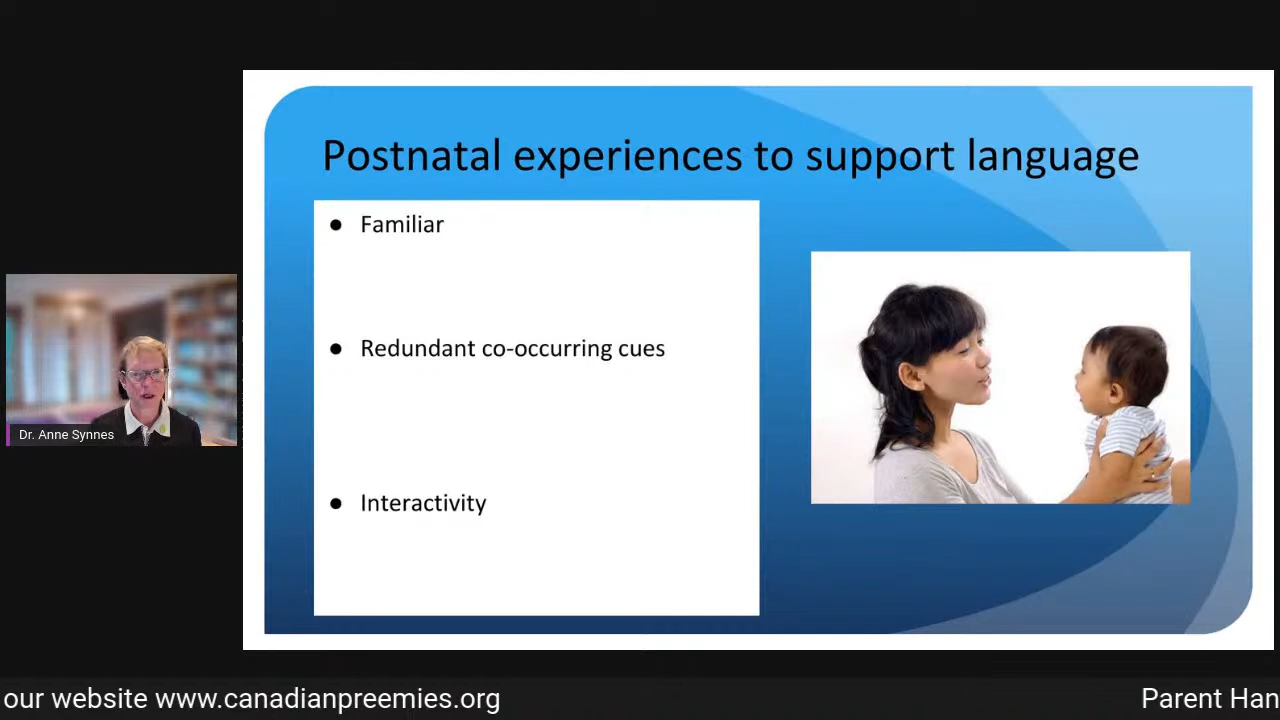 Postnatal experiences to support language
● Familiar
● Redundant co-occurring cues
● Interactivity
Dr. Anne Synnes
our website www.canadianpreemies.org
Parent Han